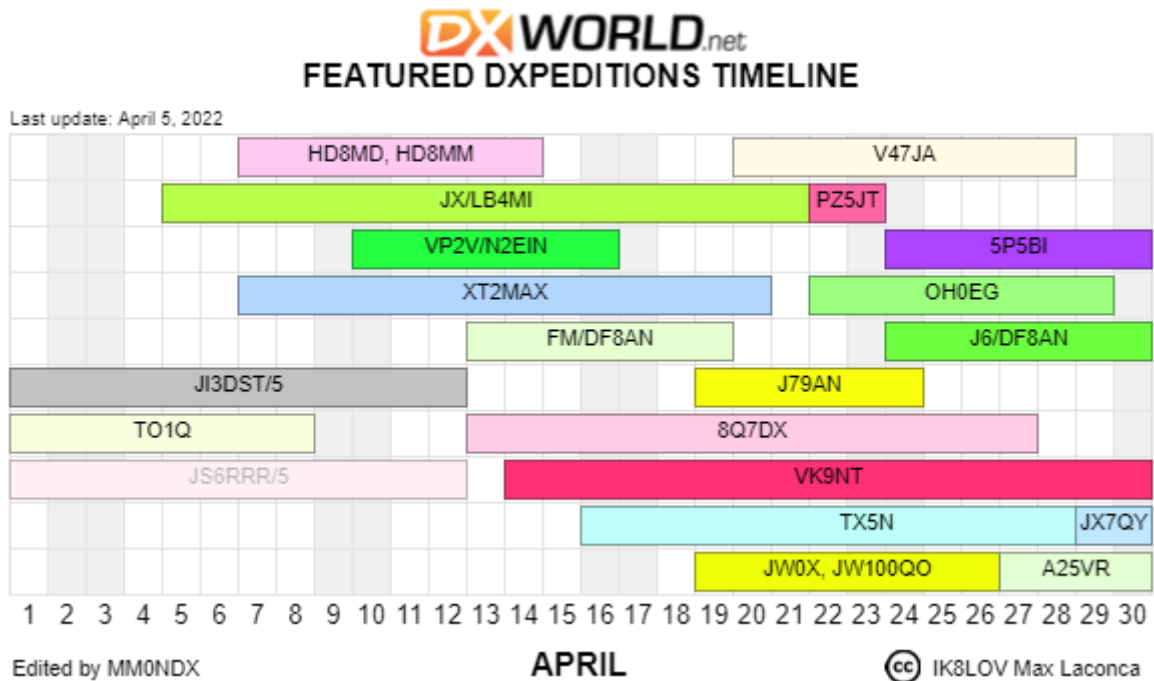 DX WORLD.net
FEATURED DXPEDITIONS TIMELINE
Last update: April 5, 2022
HD8MD, HD8MM V47JA
JX/LB4MI PZ5JT
VP2V/N2EIN 5P5BI
XT2MAX OH0EG
FM/DF8AN J6/DF8AN
JI3DST/5 J79AN
TO1Q 8Q7DX
JS6RRR/5 VK9NT
TX5N JX7QY
JW0X, JW100QO A25VR
1 2 3 4 5 6 7 8 9 10 11 12 13 14 15 16 17 18 19 20 21 22 23 24 25 26 27 28 29 30
Edited by MM0NDX APRIL cc IK8LOV Max Laconca